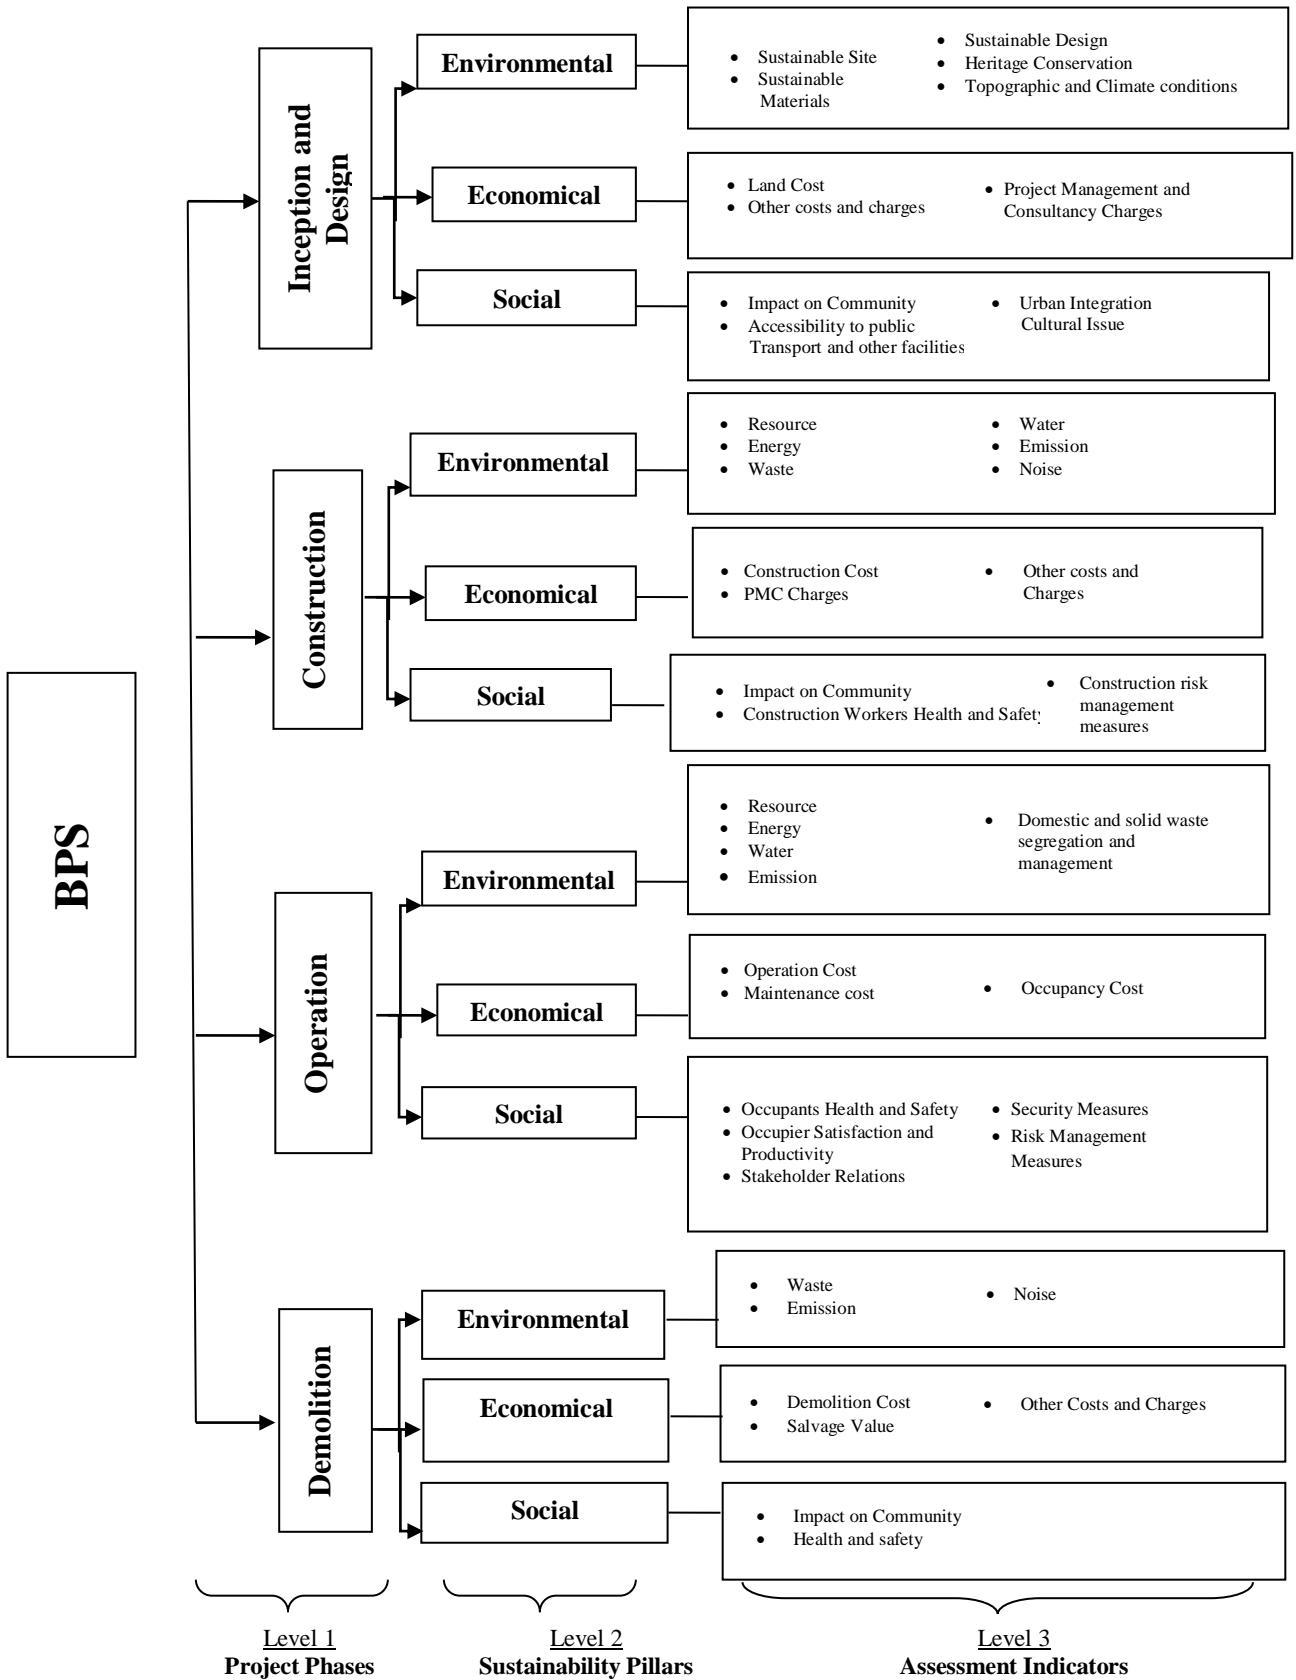 BPS
Inception and
Design
Environmental
• Sustainable Site
• Sustainable
Materials
• Sustainable Design
• Heritage Conservation
• Topographic and Climate conditions
Economical
• Land Cost
• Other costs and charges
• Project Management and
Consultancy Charges
Social
• Impact on Community
• Accessibility to public
Transport and other facilities
• Urban Integration
Cultural Issue
Construction
Environmental
• Resource
• Energy
• Waste
• Water
• Emission
• Noise
Economical
• Construction Cost
• PMC Charges
• Other costs and
Charges
Social
• Impact on Community
• Construction Workers Health and Safety
• Construction risk
management
measures
Operation
Environmental
• Resource
• Energy
• Water
• Emission
• Domestic and solid waste
segregation and
management
Economical
• Operation Cost
• Maintenance cost
• Occupancy Cost
Social
• Occupants Health and Safety
• Occupier Satisfaction and
Productivity
• Stakeholder Relations
• Security Measures
• Risk Management
Measures
Demolition
Environmental
• Waste
• Emission
• Noise
Economical
• Demolition Cost
• Salvage Value
• Other Costs and Charges
Social
• Impact on Community
• Health and safety
Level 1
Project Phases
Level 2
Sustainability Pillars
Level 3
Assessment Indicators